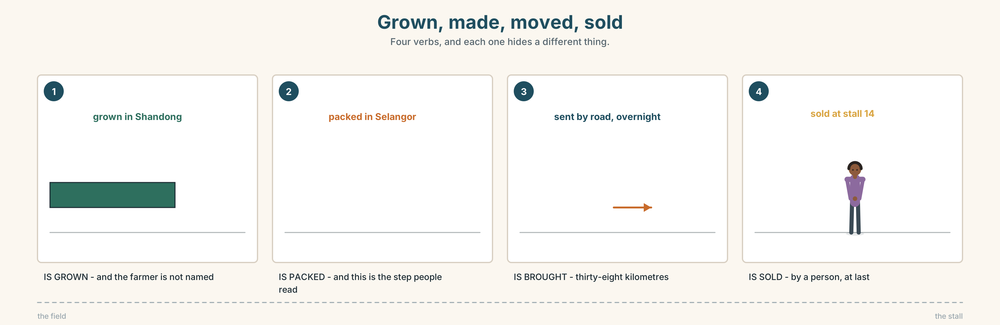 Grown, made, moved, sold
Four verbs, and each one hides a different thing.
1
grown in Shandong
IS GROWN - and the farmer is not named
2
packed in Selangor
IS PACKED - and this is the step people
read
3
sent by road, overnight
IS BROUGHT - thirty-eight kilometres
4
sold at stall 14
IS SOLD - by a person, at last
the field
the stall